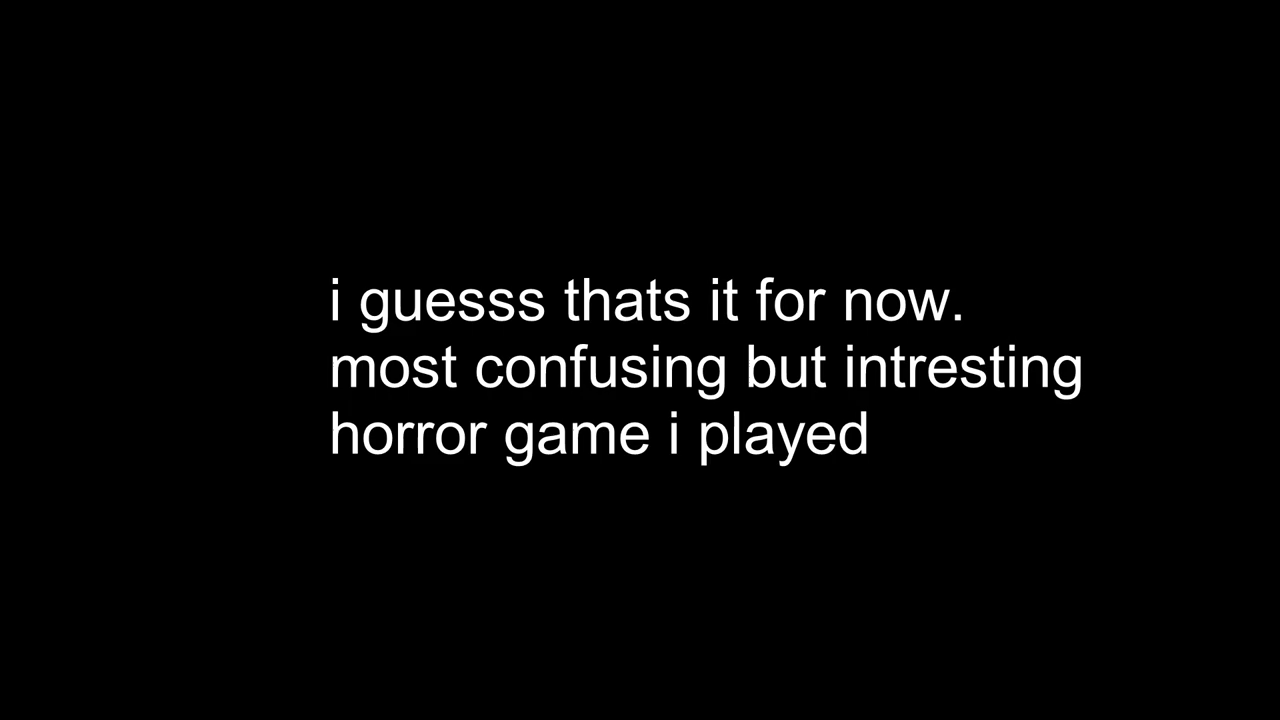 i guesss thats it for now.
most confusing but intresting
horror game i played